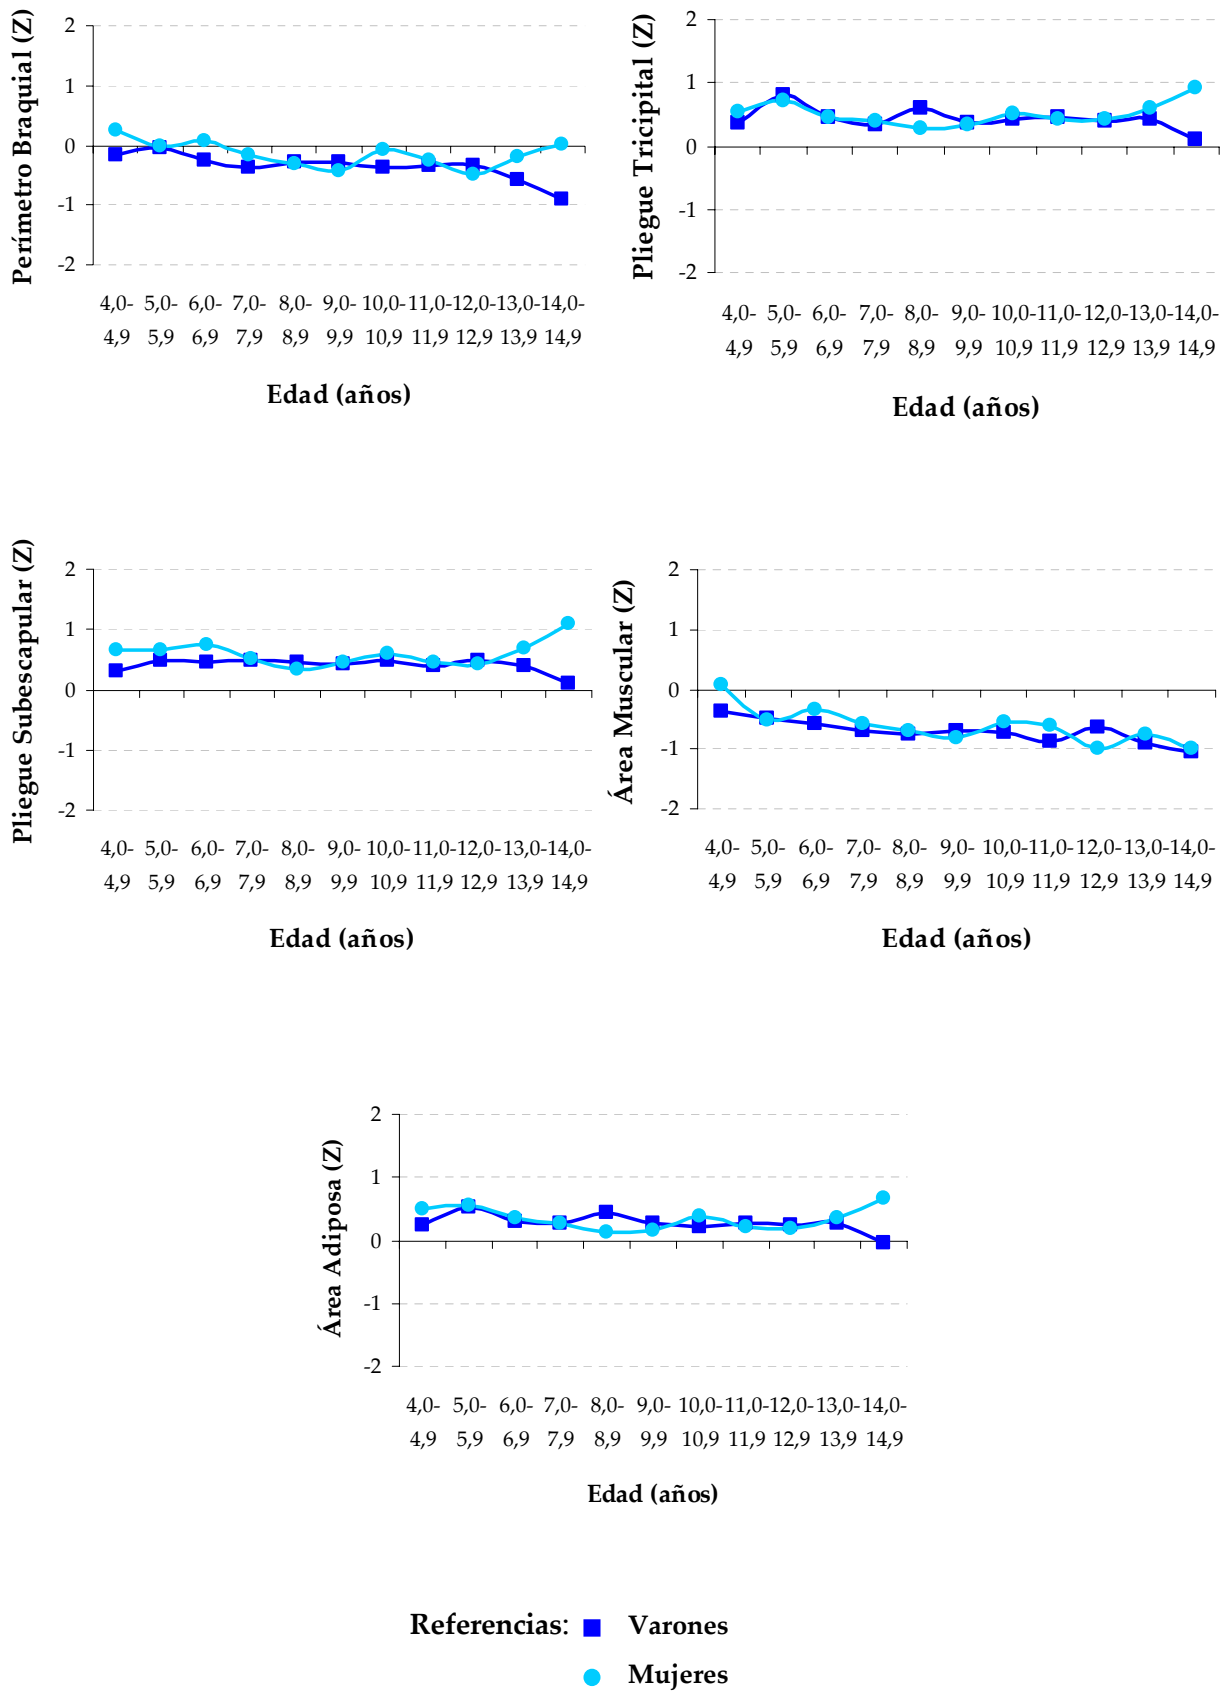 Perímetro Braquial (Z)
2
1
0
-1
-2
4,0- 5,0- 6,0- 7,0- 8,0- 9,0- 10,0- 11,0- 12,0- 13,0- 14,0-
4,9 5,9 6,9 7,9 8,9 9,9 10,9 11,9 12,9 13,9 14,9
Edad (años)
Pliegue Tricipital (Z)
2
1
0
-1
-2
4,0- 5,0- 6,0- 7,0- 8,0- 9,0- 10,0- 11,0- 12,0- 13,0- 14,0-
4,9 5,9 6,9 7,9 8,9 9,9 10,9 11,9 12,9 13,9 14,9
Edad (años)
Pliegue Subescapular (Z)
2
1
0
-1
-2
4,0- 5,0- 6,0- 7,0- 8,0- 9,0- 10,0- 11,0- 12,0- 13,0- 14,0-
4,9 5,9 6,9 7,9 8,9 9,9 10,9 11,9 12,9 13,9 14,9
Edad (años)
Área Muscular (Z)
2
1
0
-1
-2
4,0- 5,0- 6,0- 7,0- 8,0- 9,0- 10,0- 11,0- 12,0- 13,0- 14,0-
4,9 5,9 6,9 7,9 8,9 9,9 10,9 11,9 12,9 13,9 14,9
Edad (años)
Área Adiposa (Z)
2
1
0
-1
-2
4,0- 5,0- 6,0- 7,0- 8,0- 9,0- 10,0- 11,0- 12,0- 13,0- 14,0-
4,9 5,9 6,9 7,9 8,9 9,9 10,9 11,9 12,9 13,9 14,9
Edad (años)
Referencias: Varones
Mujeres